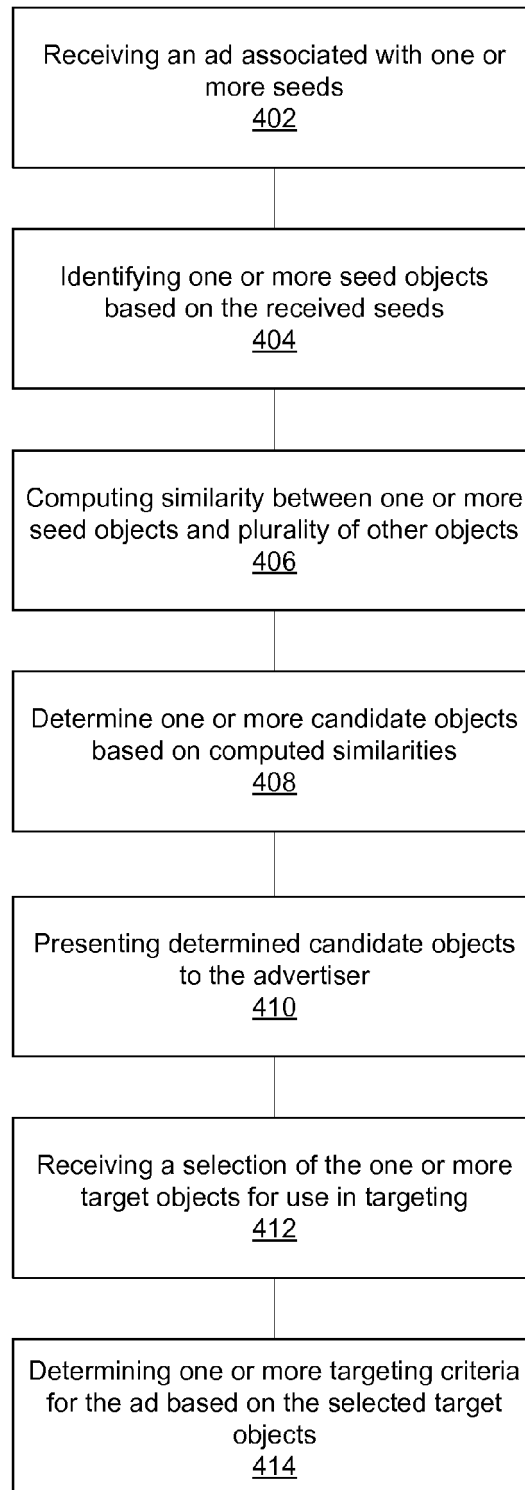 Receiving an ad associated with one or
more seeds
402
Identifying one or more seed objects
based on the received seeds
404
Computing similarity between one or more
seed objects and plurality of other objects
406
Determine one or more candidate objects
based on computed similarities
408
Presenting determined candidate objects
to the advertiser
410
Receiving a selection of the one or more
target objects for use in targeting
412
Determining one or more targeting criteria
for the ad based on the selected target
objects
414